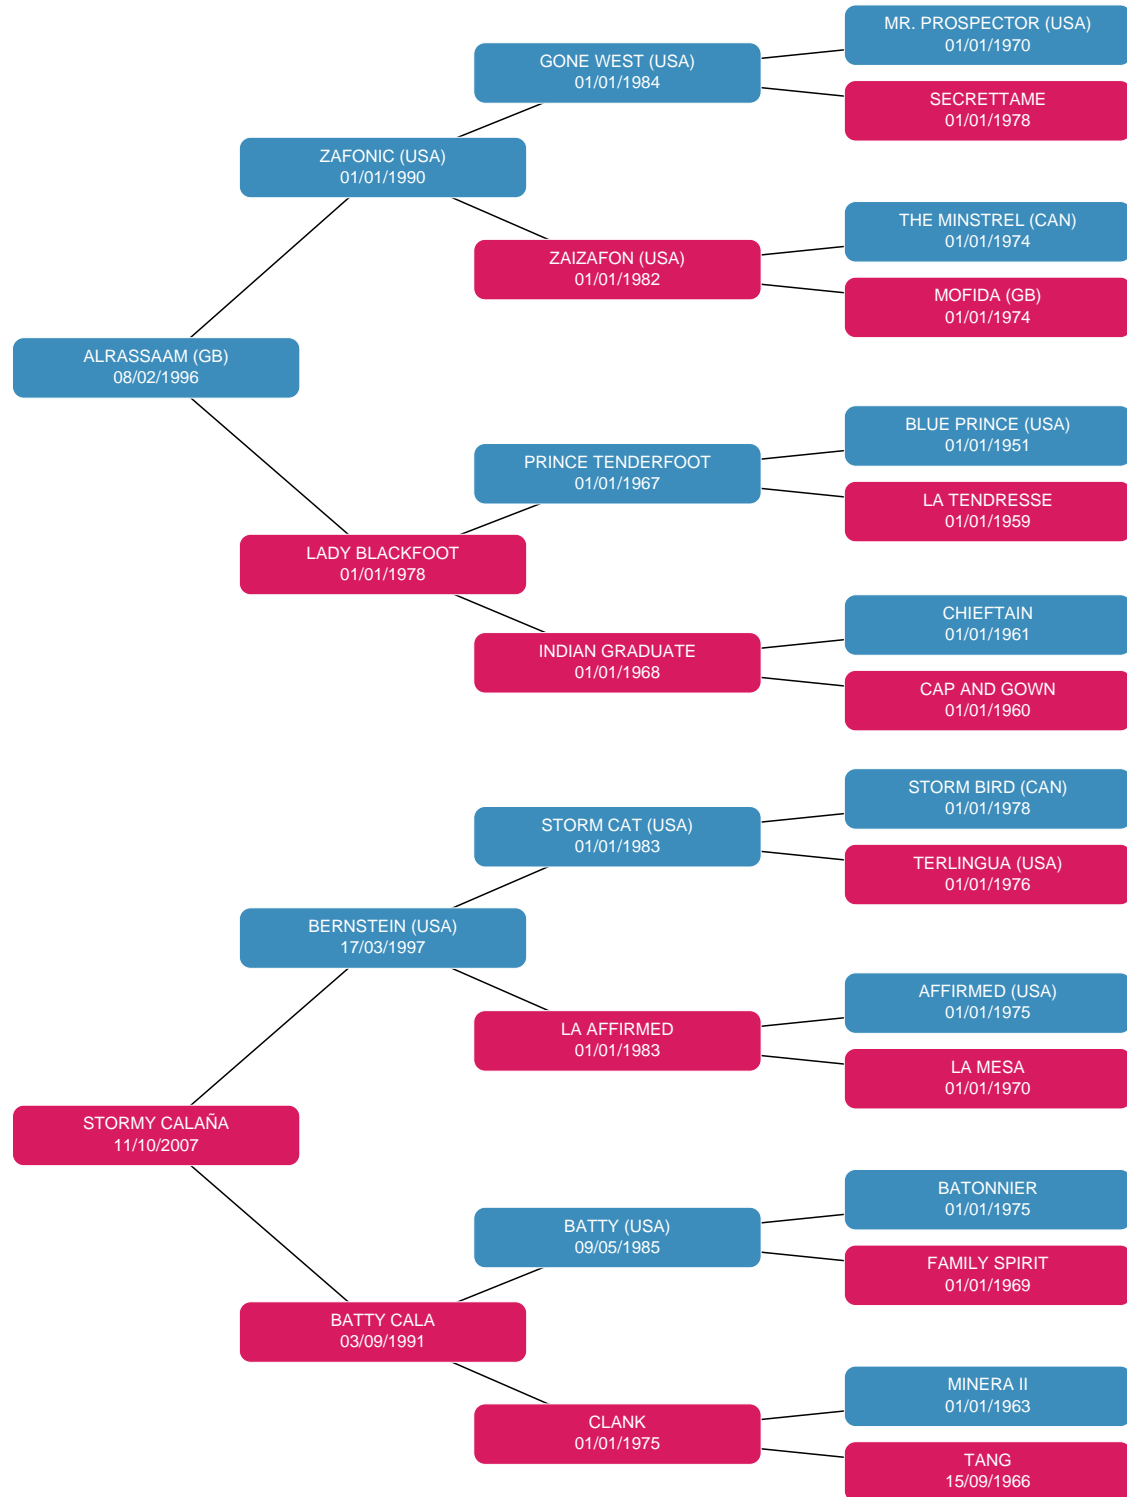 MR. PROSPECTOR (USA)
01/01/1970
GONE WEST (USA)
01/01/1984
SECRETTAME
01/01/1978
ZAFONIC (USA)
01/01/1990
THE MINSTREL (CAN)
01/01/1974
ZAIZAFON (USA)
01/01/1982
MOFIDA (GB)
01/01/1974
ALRASSAAM (GB)
08/02/1996
BLUE PRINCE (USA)
01/01/1951
PRINCE TENDERFOOT
01/01/1967
LA TENDRESSE
01/01/1959
LADY BLACKFOOT
01/01/1978
CHIEFTAIN
01/01/1961
INDIAN GRADUATE
01/01/1968
CAP AND GOWN
01/01/1960
STORM BIRD (CAN)
01/01/1978
STORM CAT (USA)
01/01/1983
TERLINGUA (USA)
01/01/1976
BERNSTEIN (USA)
17/03/1997
AFFIRMED (USA)
01/01/1975
LA AFFIRMED
01/01/1983
LA MESA
01/01/1970
STORMY CALAÑA
11/10/2007
BATONNIER
01/01/1975
BATTY (USA)
09/05/1985
FAMILY SPIRIT
01/01/1969
BATTY CALA
03/09/1991
MINERA II
01/01/1963
CLANK
01/01/1975
TANG
15/09/1966